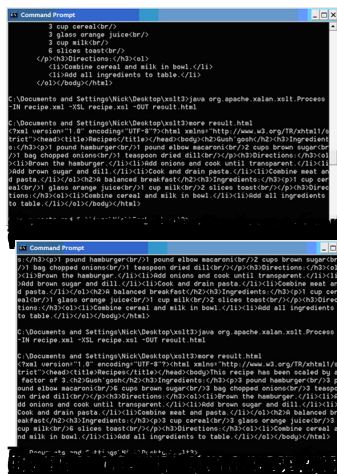 Command Prompt
3 cup cereal<br/>
3 glass orange juice<br/>
3 cup milk<br/>
6 slices toast<br/>
</p><h3>Directions:</h3><ol>
<li>Combine cereal and milk in bowl.</li>
<li>Add all ingredients to table.</li>
</ol></body></html>
C:\Documents and Settings\Nick\Desktop\xslt3>java org.apache.xalan.xslt.Process
-IN recipe.xml -XSL recipe.xsl -OUT result.html
C:\Documents and Settings\Nick\Desktop\xslt3>more result.html
<?xml version="1.0" encoding="UTF-8"?><html xmlns="http://www.w3.org/TR/xhtml1/s
trict"><head><title>Recipes</title></head><body><h2>Gush'gosh</h2><h3>Ingredient
s:</h3><p>1 pound hamburger<br/>1 pound elbow macaroni<br/>2 cups brown sugar<br
/>1 bag chopped onions<br/>1 teaspoon dried dill<br/></p><h3>Directions:</h3><ol
><li>Brown the hamburger.</li><li>Add onions and cook until transparent.</li><li
>Add brown sugar and dill.</li><li>Cook and drain pasta.</li><li>Combine meat an
d pasta.</li></ol><h2>A balanced breakfast</h2><h3>Ingredients:</h3><p>1 cup cer
eal<br/>1 glass orange juice<br/>1 cup milk<br/>2 slices toast<br/></p><h3>Direc
tions:</h3><ol><li>Combine cereal and milk in bowl.</li><li>Add all ingredients
to table.</li></ol></body></html>
Command Prompt
s:</h3><p>1 pound hamburger<br/>1 pound elbow macaroni<br/>2 cups brown sugar<br
/>1 bag chopped onions<br/>1 teaspoon dried dill<br/></p><h3>Directions:</h3><ol
><li>Brown the hamburger.</li><li>Add onions and cook until transparent.</li><li
>Add brown sugar and dill.</li><li>Cook and drain pasta.</li><li>Combine meat an
d pasta.</li></ol><h2>A balanced breakfast</h2><h3>Ingredients:</h3><p>1 cup cer
eal<br/>1 glass orange juice<br/>1 cup milk<br/>2 slices toast<br/></p><h3>Direc
tions:</h3><ol><li>Combine cereal and milk in bowl.</li><li>Add all ingredients
to table.</li></ol></body></html>
C:\Documents and Settings\Nick\Desktop\xslt3>java org.apache.xalan.xslt.Process
-IN recipe.xml -XSL recipe.xsl -OUT result.html
C:\Documents and Settings\Nick\Desktop\xslt3>more result.html
<?xml version="1.0" encoding="UTF-8"?><html xmlns="http://www.w3.org/TR/xhtml1/s
trict"><head><title>Recipes</title></head><body>This recipe has been scaled by a
factor of 3.<h2>Gush'gosh</h2><h3>Ingredients:</h3><p>3 pound hamburger<br/>3 p
ound elbow macaroni<br/>6 cups brown sugar<br/>3 bag chopped onions<br/>3 teaspo
on dried dill<br/></p><h3>Directions:</h3><ol><li>Brown the hamburger.</li><li>A
dd onions and cook until transparent.</li><li>Add brown sugar and dill.</li><li>
Cook and drain pasta.</li><li>Combine meat and pasta.</li></ol><h2>A balanced br
eakfast</h2><h3>Ingredients:</h3><p>3 cup cereal<br/>3 glass orange juice<br/>3
cup milk<br/>6 slices toast<br/></p><h3>Directions:</h3><ol><li>Combine cereal a
nd milk in bowl.</li><li>Add all ingredients to table.</li></ol></body></html>